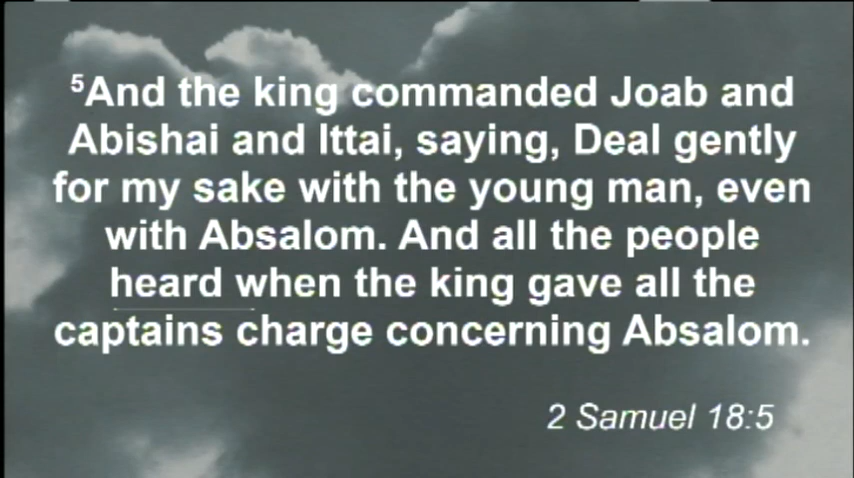 ⁵And the king commanded Joab and
Abishai and Ittai, saying, Deal gently
for my sake with the young man, even
with Absalom. And all the people
heard when the king gave all the
captains charge concerning Absalom.
2 Samuel 18:5